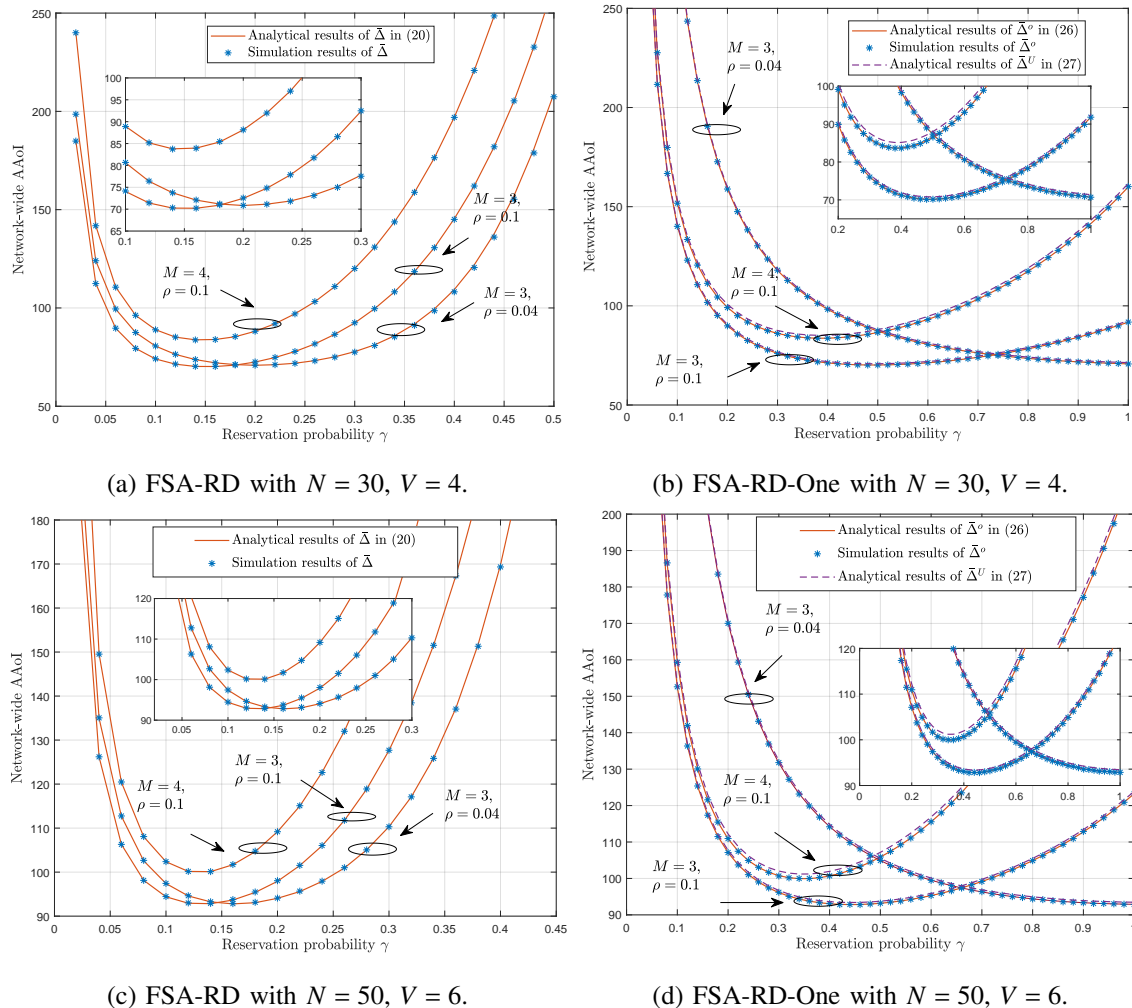 Analytical results of Δ̄ in (20)
Simulation results of Δ̄
M = 3,
ρ = 0.1
M = 4,
ρ = 0.1
M = 3,
ρ = 0.04
100
95
90
85
80
75
70
65
0.1 0.15 0.2 0.25 0.3
250
200
150
100
50
0 0.05 0.1 0.15 0.2 0.25 0.3 0.35 0.4 0.45 0.5
Network-wide AAoI
Reservation probability γ
(a) FSA-RD with N = 30, V = 4.
Analytical results of Δ̄ᵒ in (26)
Simulation results of Δ̄ᵒ
Analytical results of Δ̄ᵁ in (27)
M = 3,
ρ = 0.04
M = 4,
ρ = 0.1
M = 3,
ρ = 0.1
100
90
80
70
0.2 0.4 0.6 0.8 1
250
200
150
100
50
0 0.1 0.2 0.3 0.4 0.5 0.6 0.7 0.8 0.9 1
Network-wide AAoI
Reservation probability γ
(b) FSA-RD-One with N = 30, V = 4.
Analytical results of Δ̄ in (20)
Simulation results of Δ̄
M = 3,
ρ = 0.1
M = 4,
ρ = 0.1
M = 3,
ρ = 0.04
120
110
100
90
0.05 0.1 0.15 0.2 0.25 0.3
180
170
160
150
140
130
120
110
100
90
0 0.05 0.1 0.15 0.2 0.25 0.3 0.35 0.4 0.45
Network-wide AAoI
Reservation probability γ
(c) FSA-RD with N = 50, V = 6.
Analytical results of Δ̄ᵒ in (26)
Simulation results of Δ̄ᵒ
Analytical results of Δ̄ᵁ in (27)
M = 3,
ρ = 0.04
M = 4,
ρ = 0.1
M = 3,
ρ = 0.1
120
110
100
90
0 0.2 0.4 0.6 0.8 1
200
190
180
170
160
150
140
130
120
110
100
90
0 0.1 0.2 0.3 0.4 0.5 0.6 0.7 0.8 0.9
Network-wide AAoI
Reservation probability γ
(d) FSA-RD-One with N = 50, V = 6.